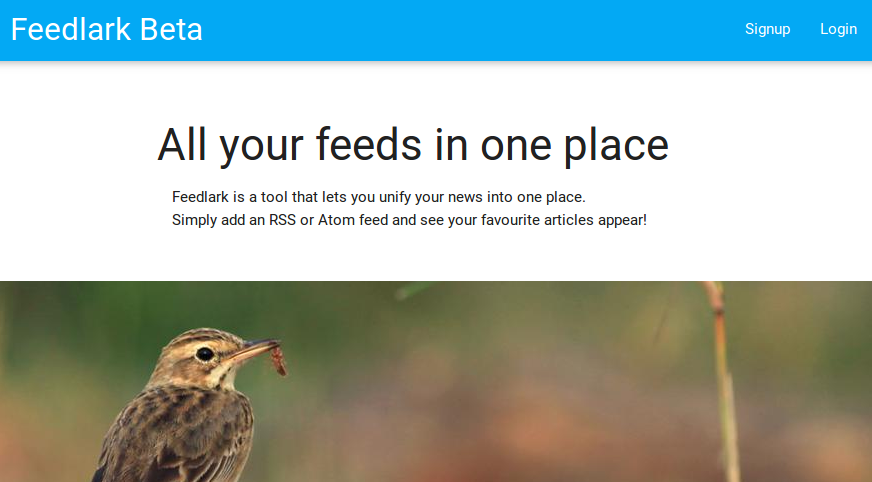 Feedlark Beta
Signup
Login
All your feeds in one place
Feedlark is a tool that lets you unify your news into one place.
Simply add an RSS or Atom feed and see your favourite articles appear!